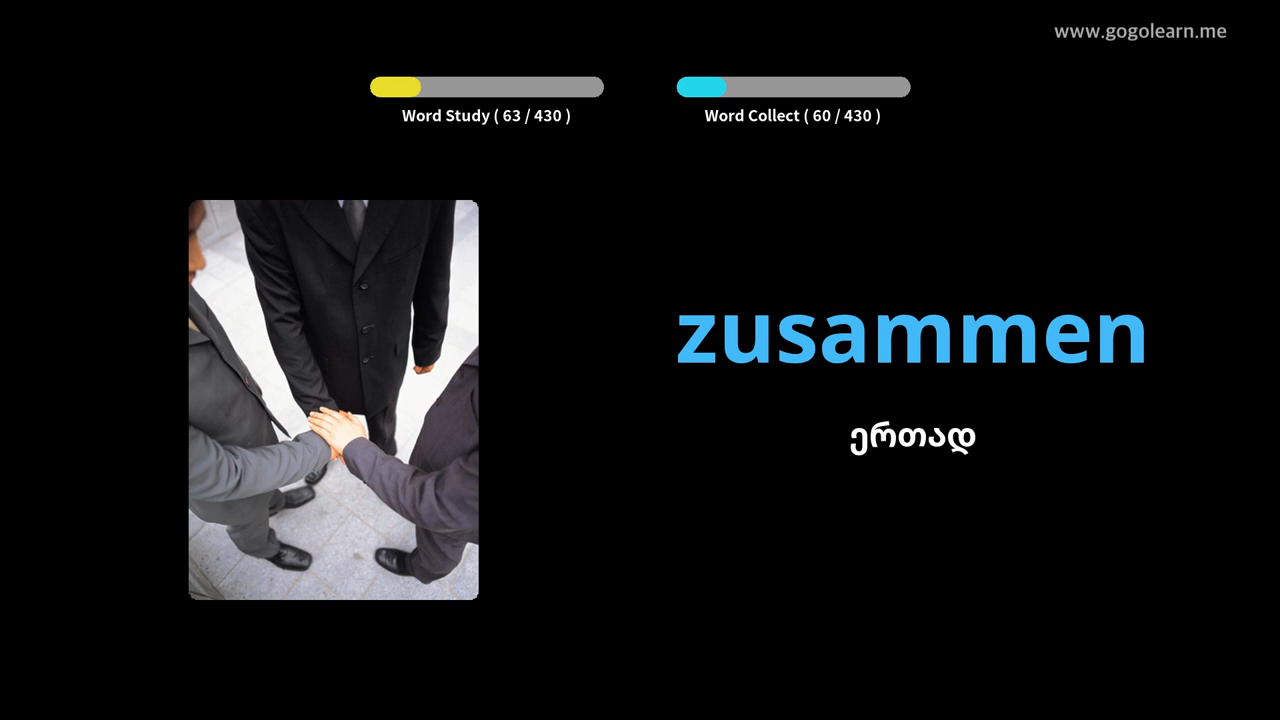 www.gogolearn.me
Word Study ( 63 / 430 )
Word Collect ( 60 / 430 )
zusammen
ერთად